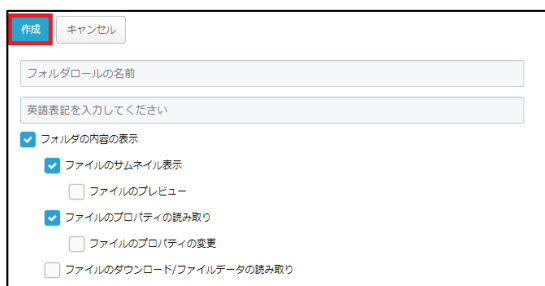 作成 キャンセル
フォルダロールの名前
英語表記を入力してください
フォルダの内容の表示
ファイルのサムネイル表示
ファイルのプレビュー
ファイルのプロパティの読み取り
ファイルのプロパティの変更
ファイルのダウンロード/ファイルデータの読み取り